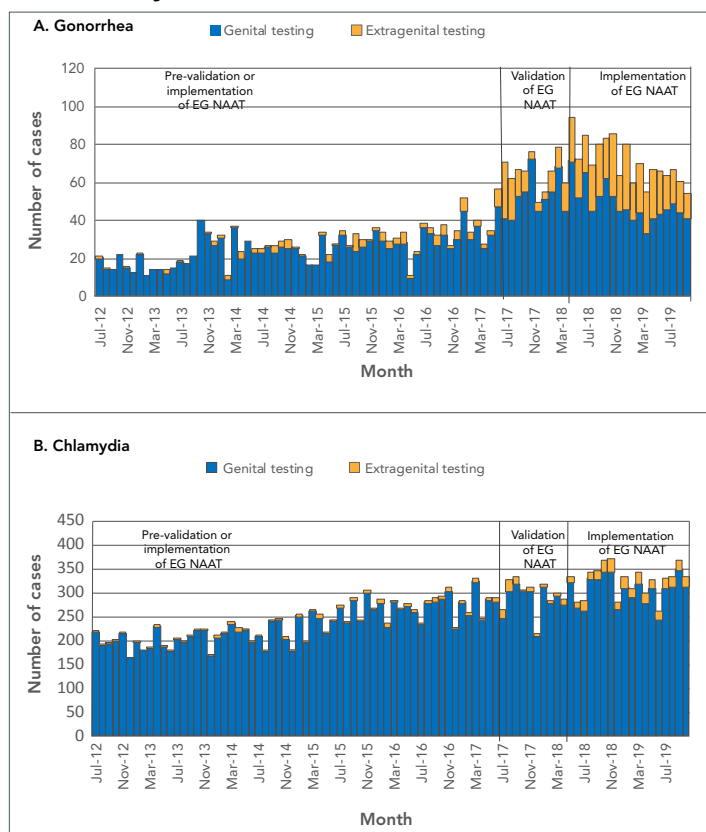 A. Gonorrhea
Genital testing Extragenital testing
Pre-validation or
implementation
of EG NAAT
Validation
of EG
NAAT
Implementation
of EG NAAT
120
100
80
60
40
20
0
Number of cases
Jul-12 Nov-12 Mar-13 Jul-13 Nov-13 Mar-14 Jul-14 Nov-14 Mar-15 Jul-15 Nov-15 Mar-16 Jul-16 Nov-16 Mar-17 Jul-17 Nov-17 Mar-18 Jul-18 Nov-18 Mar-19 Jul-19
Month
B. Chlamydia
Genital testing Extragenital testing
Pre-validation or
implementation
of EG NAAT
Validation
of EG
NAAT
Implementation
of EG NAAT
450
400
350
300
250
200
150
100
50
0
Number of cases
Jul-12 Nov-12 Mar-13 Jul-13 Nov-13 Mar-14 Jul-14 Nov-14 Mar-15 Jul-15 Nov-15 Mar-16 Jul-16 Nov-16 Mar-17 Jul-17 Nov-17 Mar-18 Jul-18 Nov-18 Mar-19 Jul-19
Month